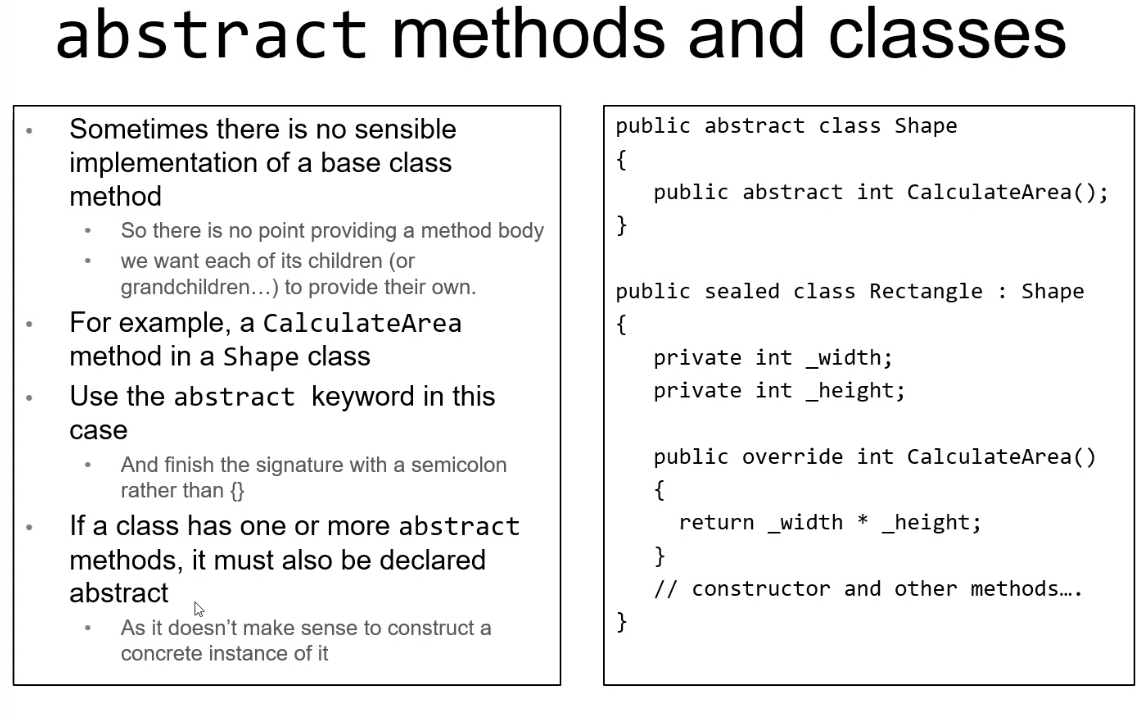 abstract methods and classes
• Sometimes there is no sensible
implementation of a base class
method
• So there is no point providing a method body
• we want each of its children (or
grandchildren…) to provide their own.
• For example, a CalculateArea
method in a Shape class
• Use the abstract keyword in this
case
• And finish the signature with a semicolon
rather than {}
• If a class has one or more abstract
methods, it must also be declared
abstract
• As it doesn’t make sense to construct a
concrete instance of it
public abstract class Shape
{
public abstract int CalculateArea();
}
public sealed class Rectangle : Shape
{
private int _width;
private int _height;
public override int CalculateArea()
{
return _width * _height;
}
// constructor and other methods….
}